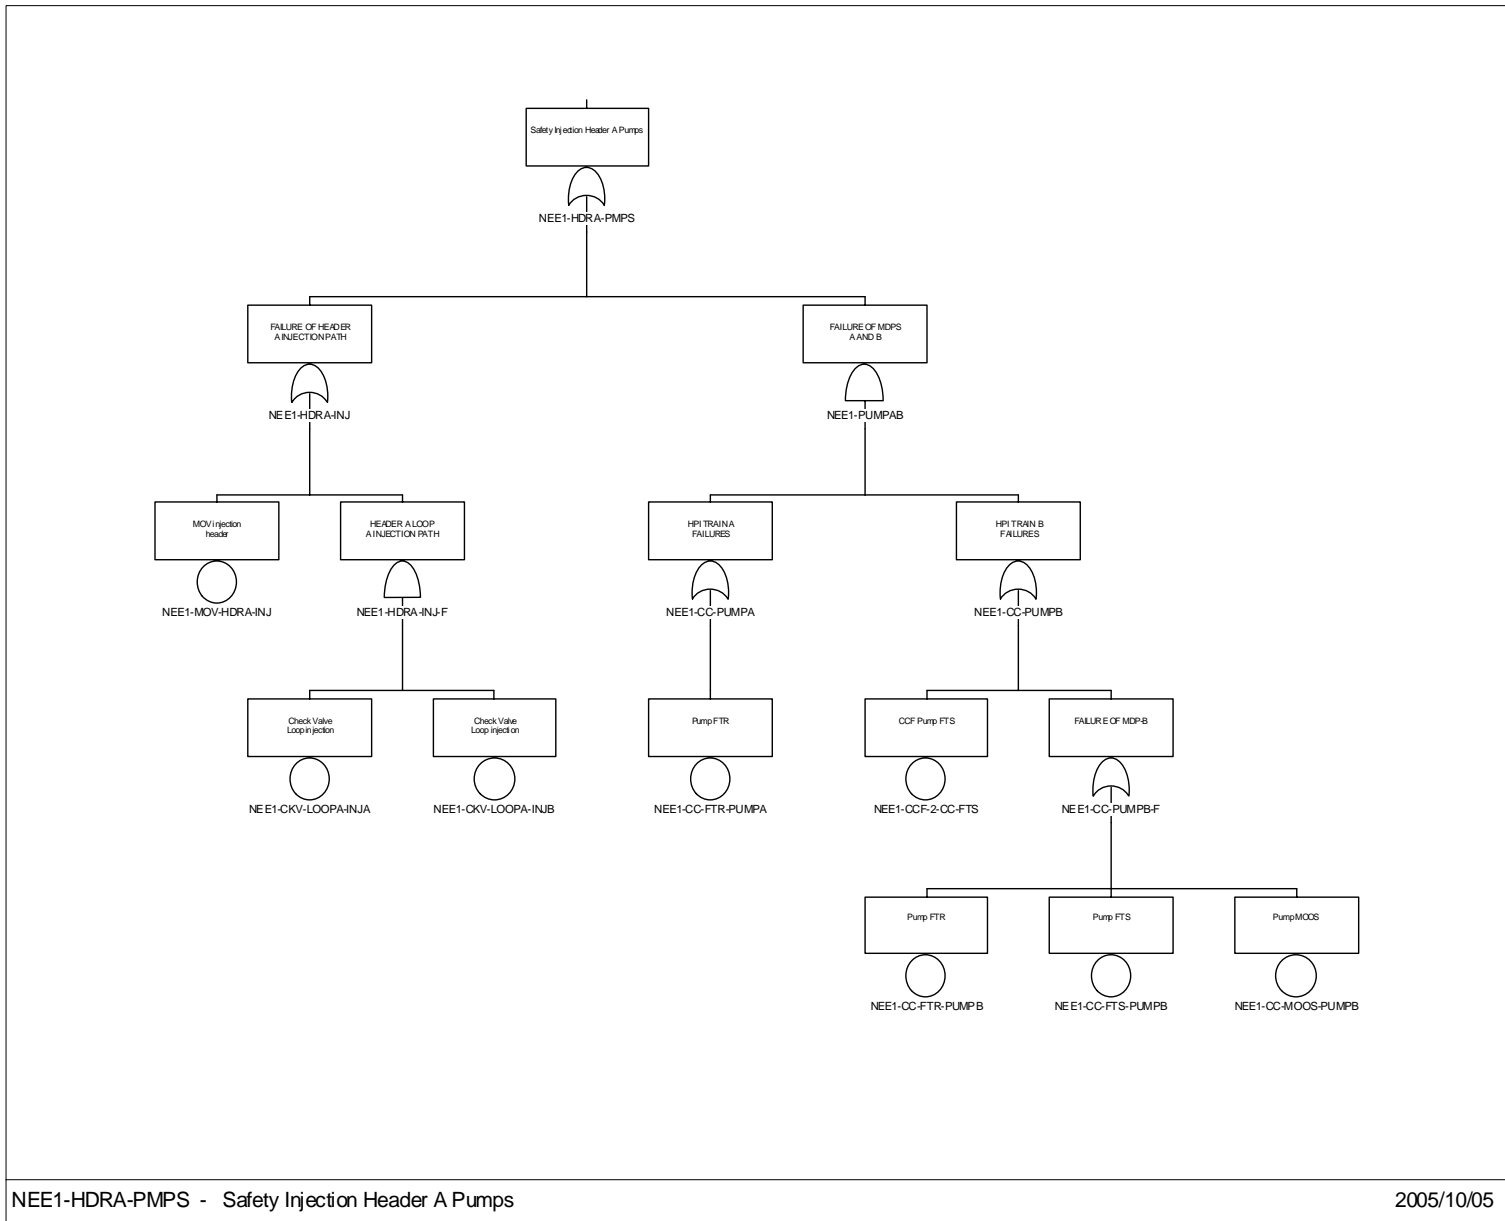 Safety Injection Header A Pumps
NEE1-HDRA-PMPS
FAILURE OF HEADER
A INJECTION PATH
NEE1-HDRA-INJ
FAILURE OF MDPS
A AND B
NEE1-PUMPAB
MOV injection
header
NEE1-MOV-HDRA-INJ
HEADER A LOOP
A INJECTION PATH
NEE1-HDRA-INJ-F
HPI TRAIN A
FAILURES
NEE1-CC-PUMPA
HPI TRAIN B
FAILURES
NEE1-CC-PUMPB
Check Valve
Loop injection
NEE1-CKV-LOOPA-INJA
Check Valve
Loop injection
NEE1-CKV-LOOPA-INJB
Pump FTR
NEE1-CC-FTR-PUMPA
CCF Pump FTS
NEE1-CCF-2-CC-FTS
FAILURE OF MDP-B
NEE1-CC-PUMPB-F
Pump FTR
NEE1-CC-FTR-PUMPB
Pump FTS
NEE1-CC-FTS-PUMPB
Pump MOOS
NEE1-CC-MOOS-PUMPB
NEE1-HDRA-PMPS - Safety Injection Header A Pumps
2005/10/05